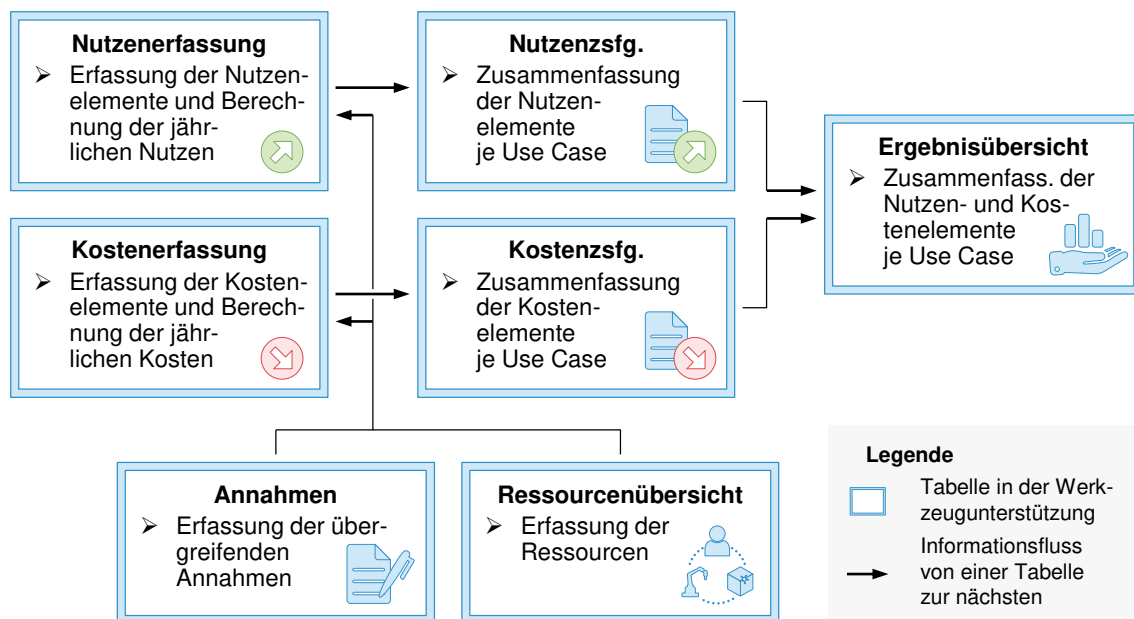 Nutzenerfassung
➢ Erfassung der Nutzen-
elemente und Berech-
nung der jähr-
lichen Nutzen
Nutzenzsfg.
➢ Zusammenfassung
der Nutzen-
elemente
je Use Case
Ergebnisübersicht
➢ Zusammenfass. der
Nutzen- und Kos-
tenelemente
je Use Case
Kostenerfassung
➢ Erfassung der Kosten-
elemente und Berech-
nung der jähr-
lichen Kosten
Kostenzsfg.
➢ Zusammenfassung
der Kosten-
elemente
je Use Case
Annahmen
➢ Erfassung der über-
greifenden
Annahmen
Ressourcenübersicht
➢ Erfassung der
Ressourcen
Legende
Tabelle in der Werk-
zeugunterstützung
Informationsfluss
von einer Tabelle
zur nächsten